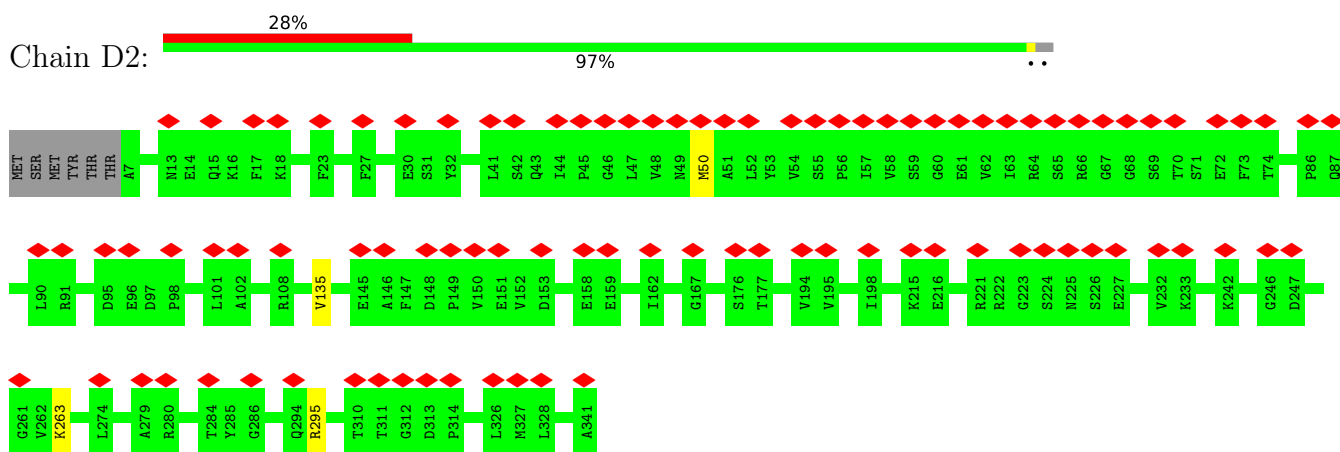 28%
Chain D2:
97%
. .
MET SER MET TYR THR THR A7 N13 E14 Q15 K16 F17 K18 F23 F27 E30 S31 Y32 L41 S42 Q43 I44 P45 G46 L47 V48 N49 M50 A51 L52 Y53 V54 S55 P56 I57 V58 S59 G60 E61 V62 I63 R64 S65 R66 G67 G68 S69 T70 S71 E72 F73 T74 P86 Q87
L90 R91 D95 E96 D97 P98 L101 A102 R108 V135 E145 A146 F147 D148 P149 V150 E151 V152 D153 E158 E159 I162 G167 S176 T177 V194 V195 I198 K215 E216 R221 R222 G223 S224 N225 S226 E227 V232 K233 K242 G246 D247
G261 V262 K263 L274 A279 R280 T284 Y285 G286 Q294 R295 T310 T311 G312 D313 P314 L326 M327 L328 A341